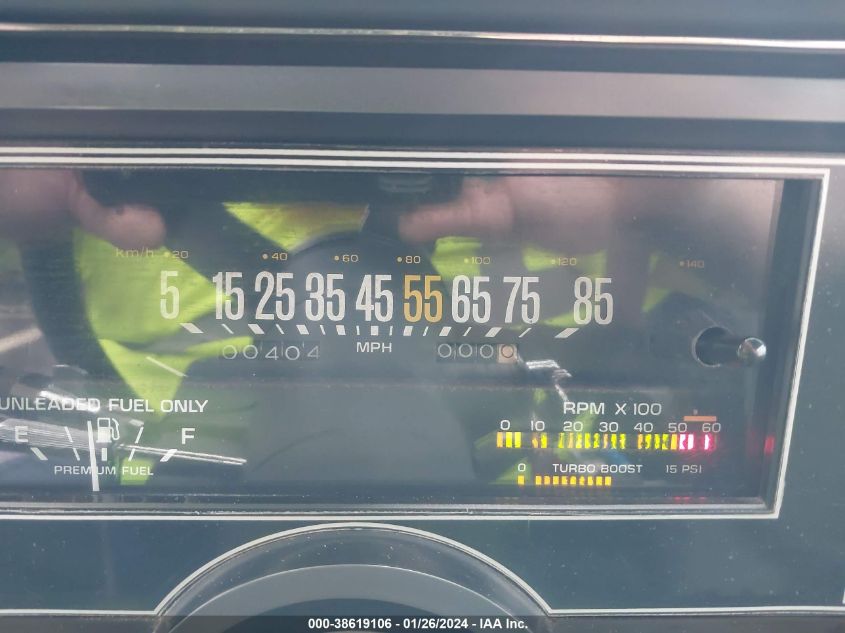 km/h 20 40 60 80 100 120 140
5 15 25 35 45 55 65 75 85
00404 MPH 0000
UNLEADED FUEL ONLY
RPM X 100
E F
0 10 20 30 40 50 60
PREMIUM FUEL
0 TURBO BOOST 15 PSI
000-38619106 - 01/26/2024 - IAA Inc.